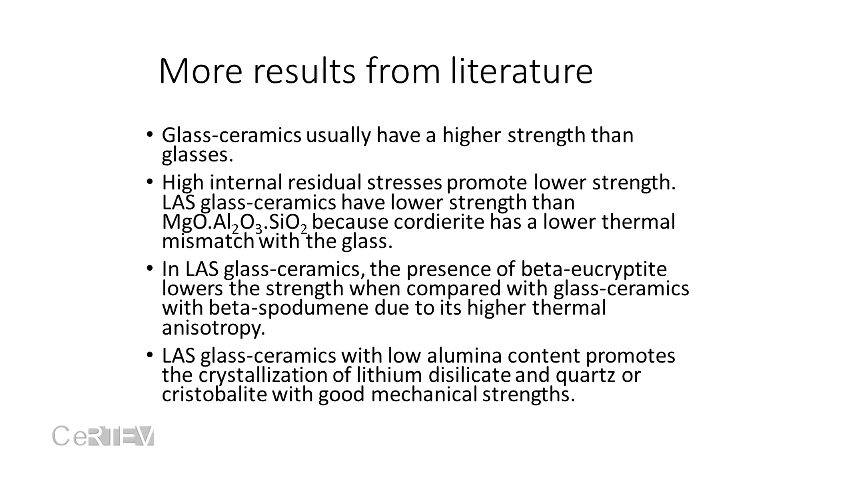 More results from literature
• Glass-ceramics usually have a higher strength than
glasses.
• High internal residual stresses promote lower strength.
LAS glass-ceramics have lower strength than
MgO.Al₂O₃.SiO₂ because cordierite has a lower thermal
mismatch with the glass.
• In LAS glass-ceramics, the presence of beta-eucryptite
lowers the strength when compared with glass-ceramics
with beta-spodumene due to its higher thermal
anisotropy.
• LAS glass-ceramics with low alumina content promotes
the crystallization of lithium disilicate and quartz or
cristobalite with good mechanical strengths.
CeRTEV